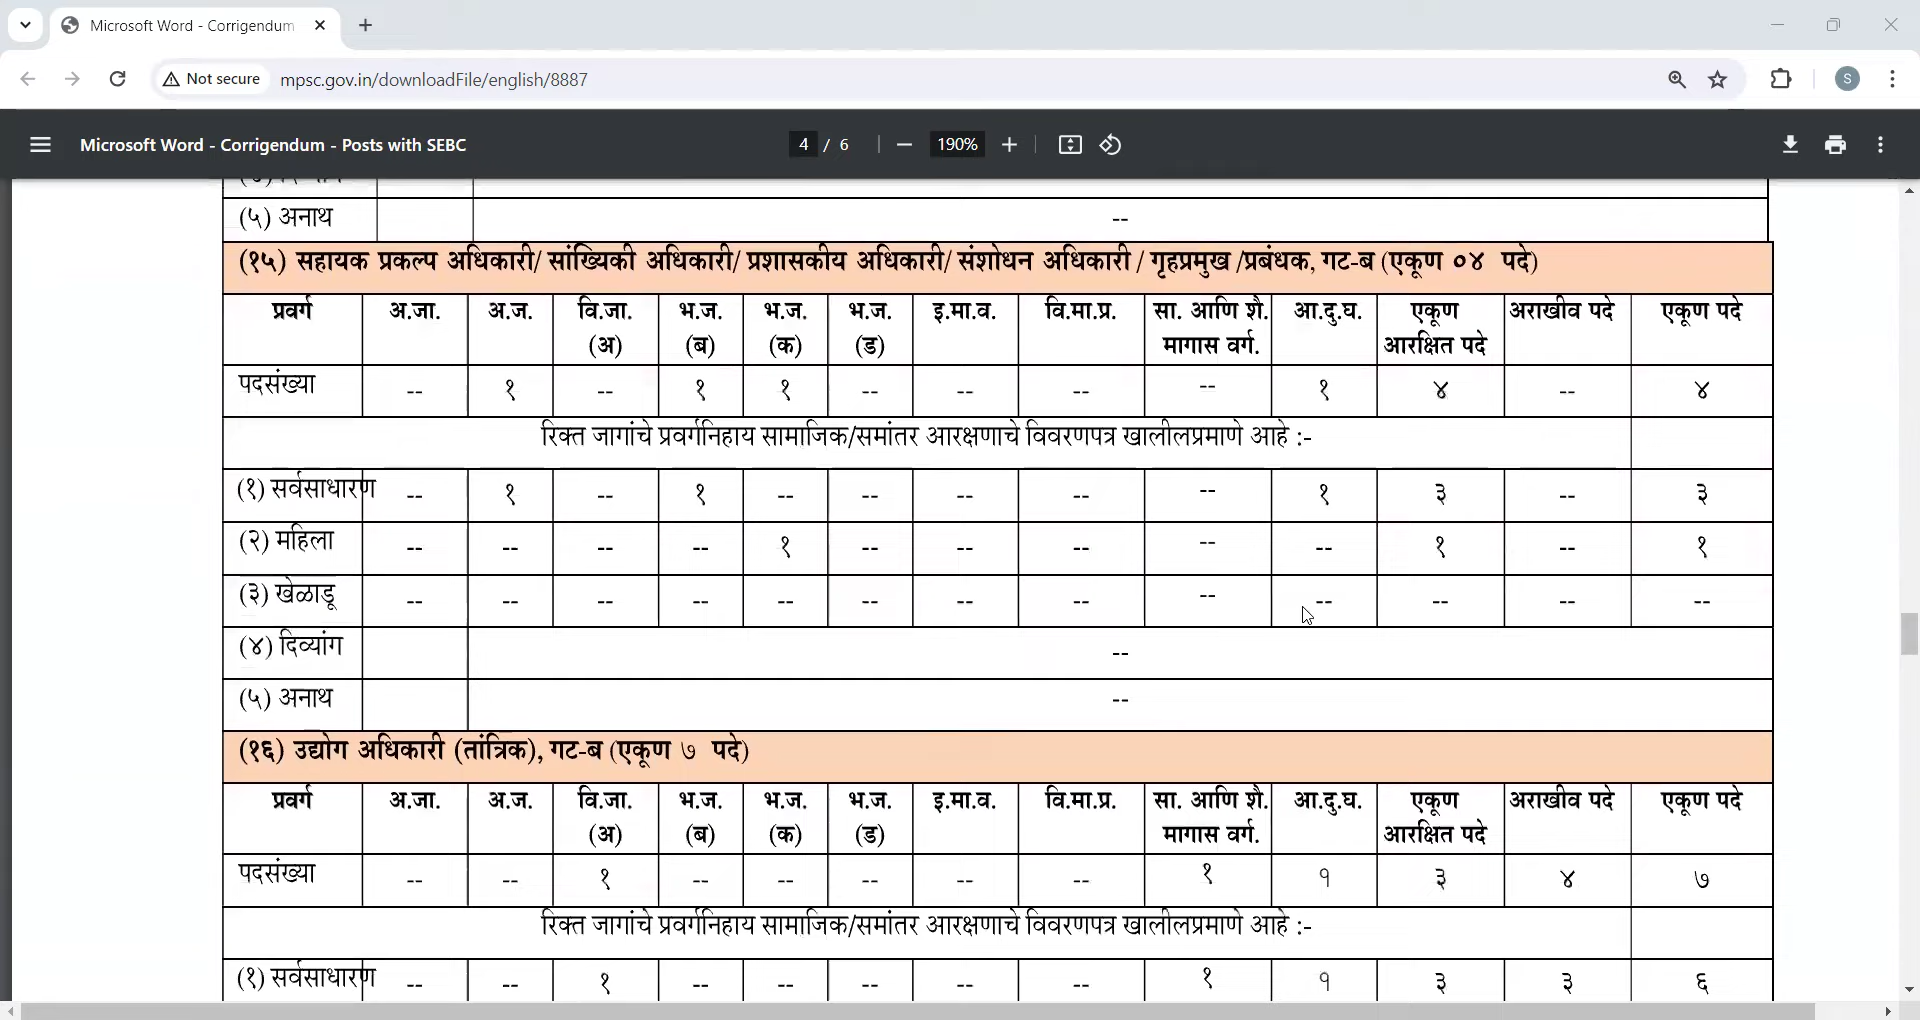 Microsoft Word - Corrigendum
Not secure mpsc.gov.in/downloadFile/english/8887 S
Microsoft Word - Corrigendum - Posts with SEBC 4 / 6 190%
(५) अनाथ --
(१५) सहायक प्रकल्प अधिकारी/ सांख्यिकी अधिकारी/ प्रशासकीय अधिकारी/ संशोधन अधिकारी / गृहप्रमुख /प्रबंधक, गट-ब (एकूण ०४ पदे)
प्रवर्ग अ.जा. अ.ज. वि.जा. भ.ज. भ.ज. भ.ज. इ.मा.व. वि.मा.प्र. सा. आणि शै. आ.दु.घ. एकूण अराखीव पदे एकूण पदे
(अ) (ब) (क) (ड) मागास वर्ग. आरक्षित पदे
पदसंख्या -- १ -- १ १ -- -- -- -- १ ४ -- ४
रिक्त जागांचे प्रवर्गनिहाय सामाजिक/समांतर आरक्षणाचे विवरणपत्र खालीलप्रमाणे आहे :-
(१) सर्वसाधारण -- १ -- १ -- -- -- -- -- १ ३ -- ३
(२) महिला -- -- -- -- १ -- -- -- -- -- १ -- १
(३) खेळाडू -- -- -- -- -- -- -- -- -- -- -- -- --
(४) दिव्यांग --
(५) अनाथ --
(१६) उद्योग अधिकारी (तांत्रिक), गट-ब (एकूण ७ पदे)
प्रवर्ग अ.जा. अ.ज. वि.जा. भ.ज. भ.ज. भ.ज. इ.मा.व. वि.मा.प्र. सा. आणि शै. आ.दु.घ. एकूण अराखीव पदे एकूण पदे
(अ) (ब) (क) (ड) मागास वर्ग. आरक्षित पदे
पदसंख्या -- -- १ -- -- -- -- -- १ १ ३ ४ ७
रिक्त जागांचे प्रवर्गनिहाय सामाजिक/समांतर आरक्षणाचे विवरणपत्र खालीलप्रमाणे आहे :-
(१) सर्वसाधारण -- -- १ -- -- -- -- -- १ १ ३ ३ ६